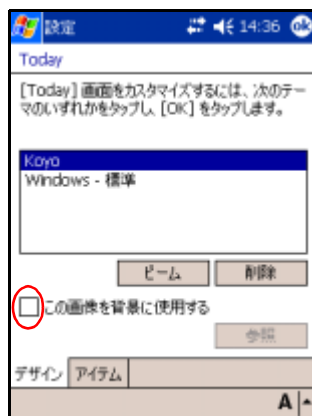 設定 14:36 ok
Today
[Today] 画面をカスタマイズするには、次のテー
マのいずれかをタップし、[OK] をタップします。
Koyo
Windows - 標準
ビーム 削除
この画像を背景に使用する
参照
デザイン アイテム
A